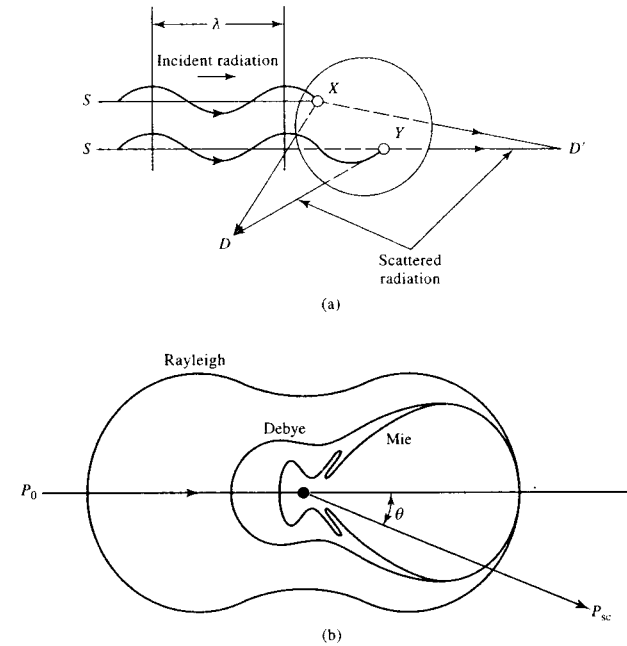 λ
Incident radiation
S
X
S
Y
D'
D
Scattered
radiation
(a)
Rayleigh
Debye
Mie
P₀
θ
Pₛc
(b)